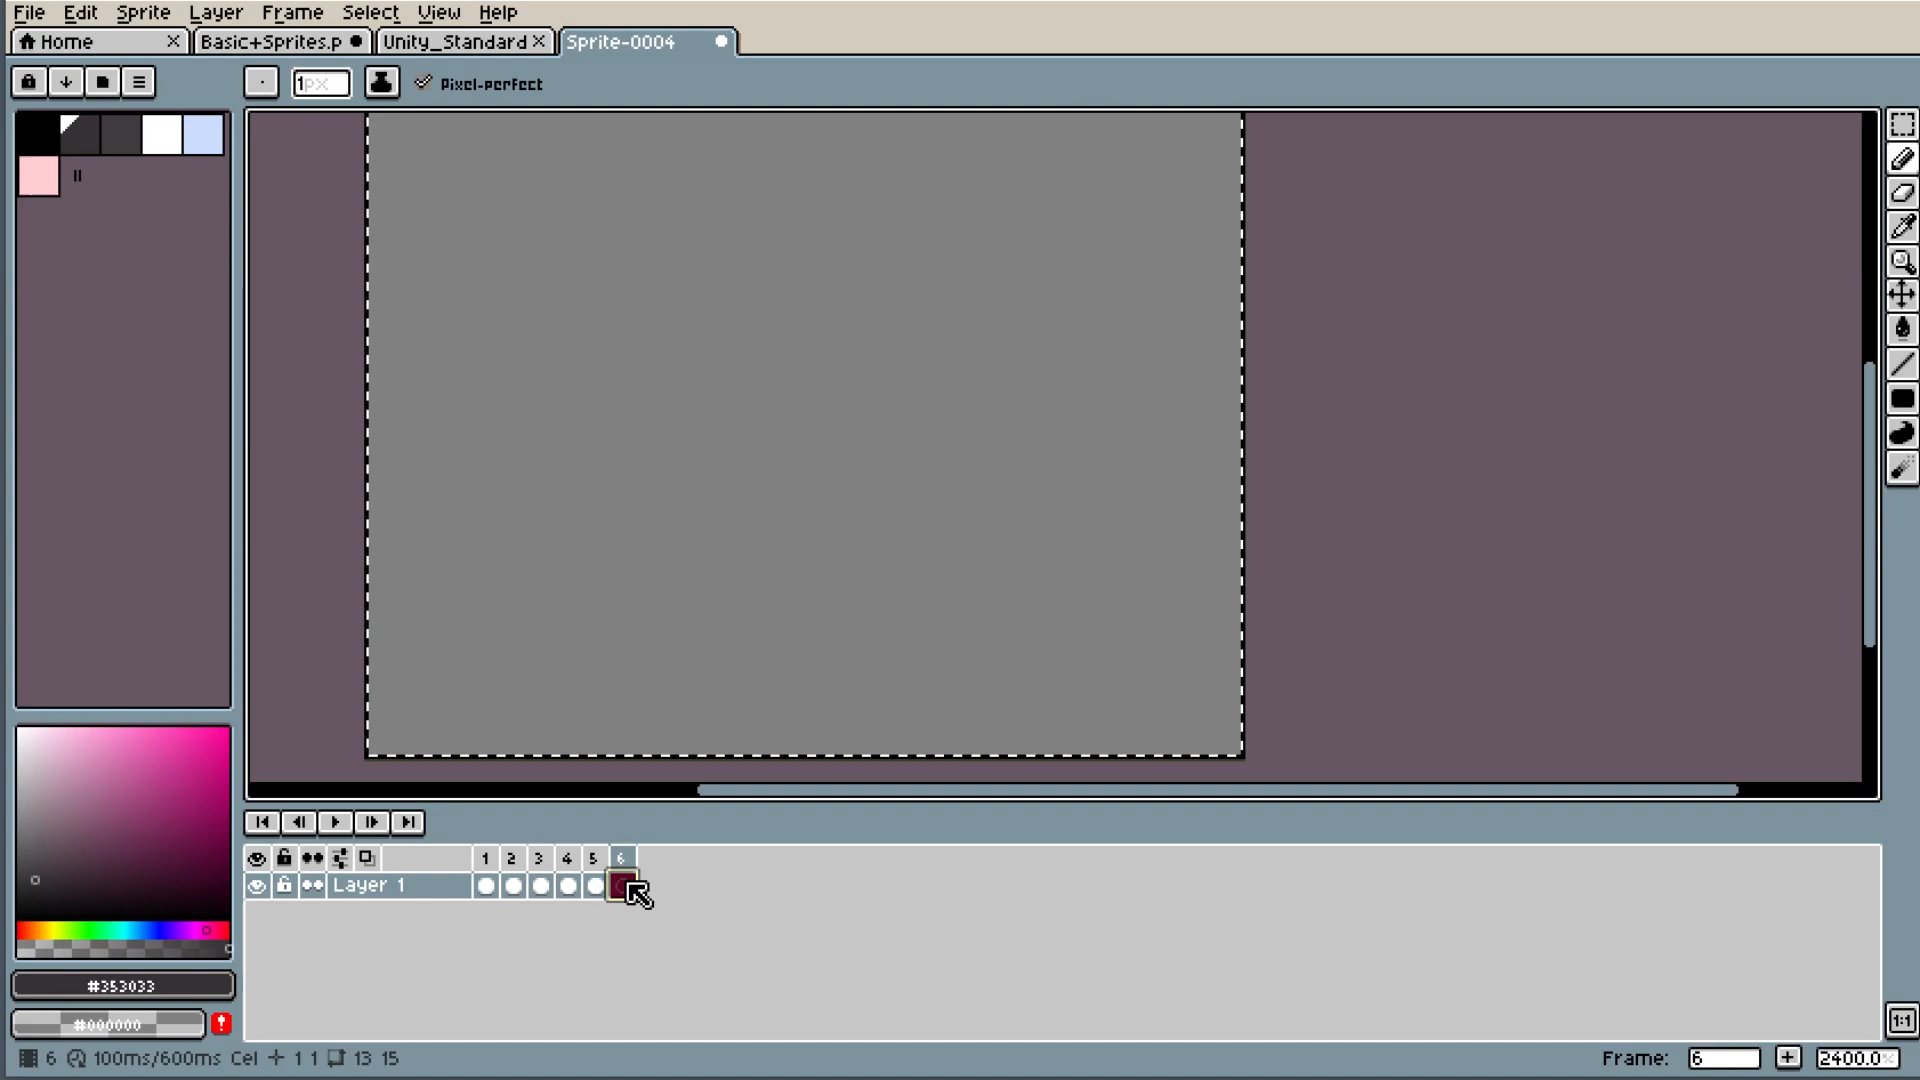 File Edit Sprite Layer Frame Select View Help
Home Basic+Sprites.p Unity_Standard Sprite-0004
1px Pixel-perfect
1 2 3 4 5 6
Layer 1
#353033
#000000
6 100ms/600ms Cel 1 1 13 15 Frame: 6 2400.0%
1:1